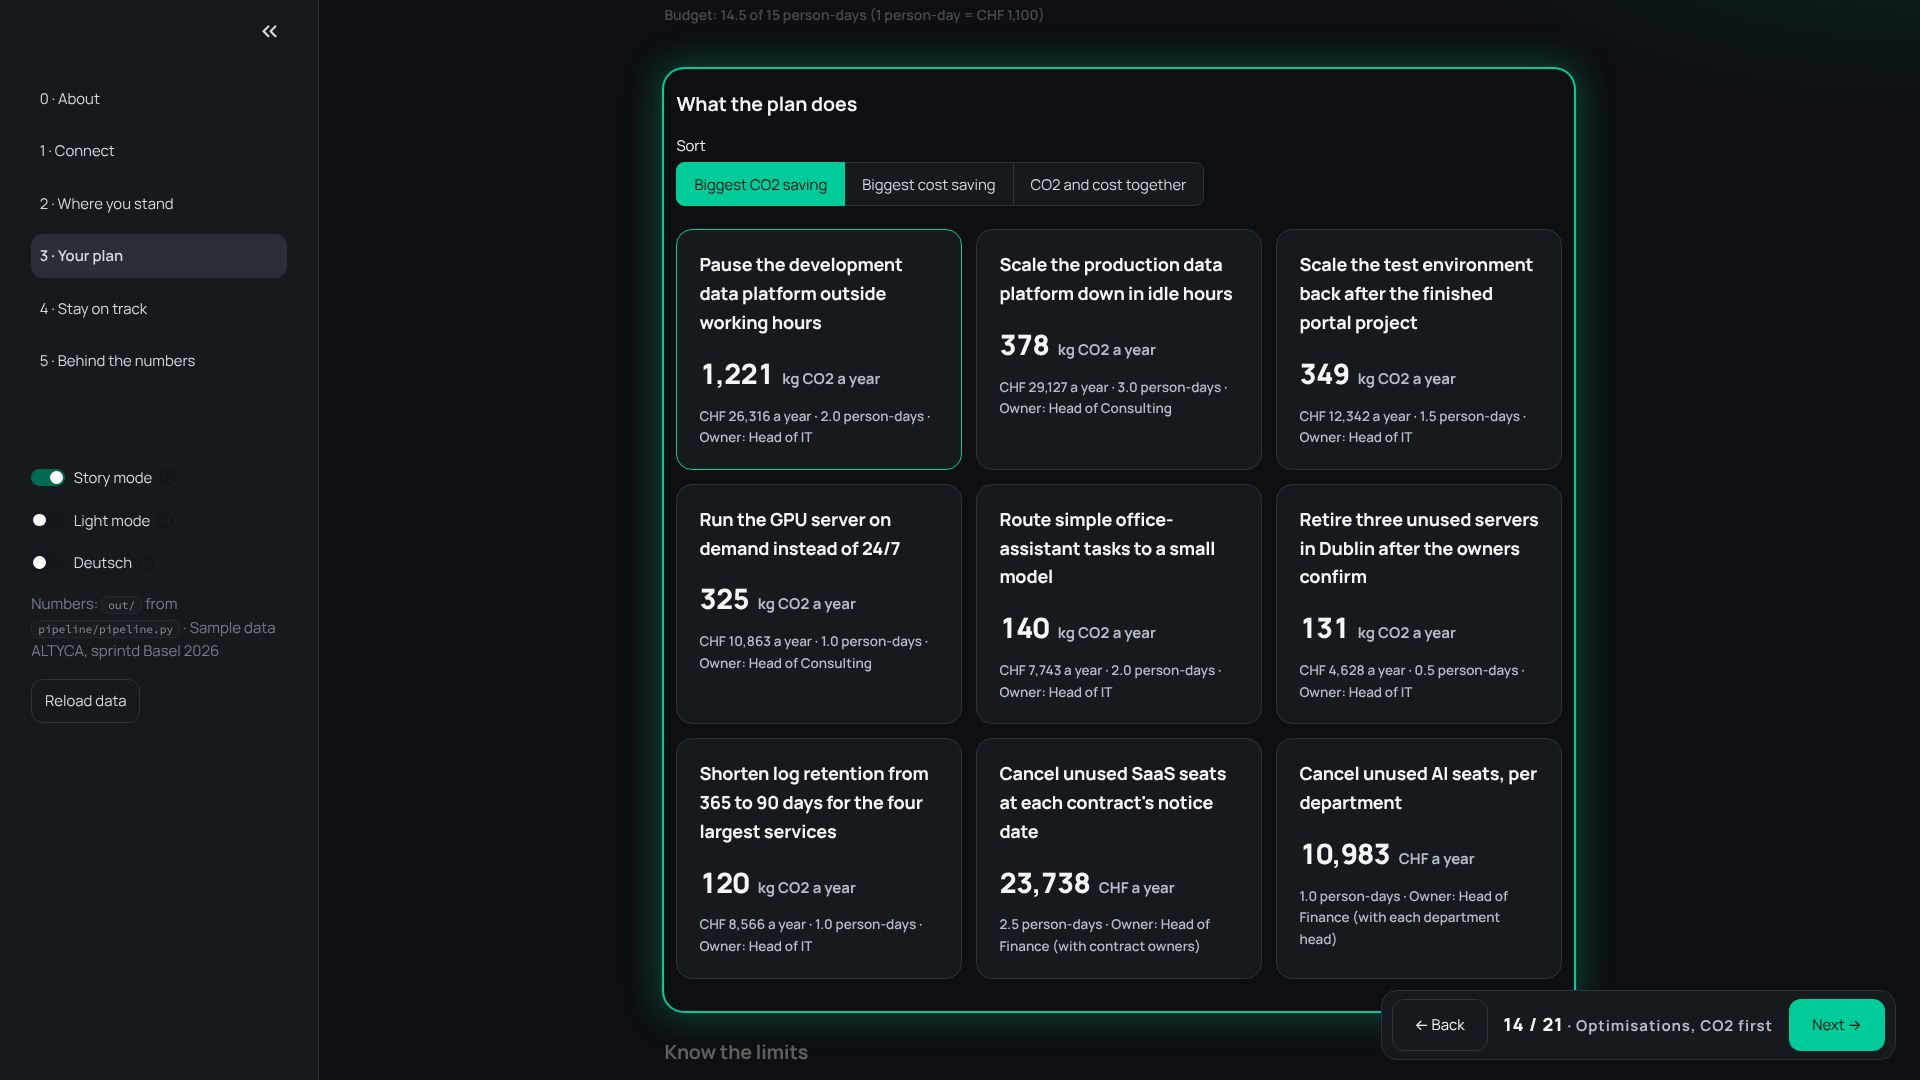 0 · About
1 · Connect
2 · Where you stand
3 · Your plan
4 · Stay on track
5 · Behind the numbers
Story mode
Light mode
Deutsch
Numbers: out/ from
pipeline/pipeline.py · Sample data
ALTYCA, sprintd Basel 2026
Reload data
Budget: 14.5 of 15 person-days (1 person-day = CHF 1,100)
What the plan does
Sort
Biggest CO2 saving
Biggest cost saving
CO2 and cost together
Pause the development
data platform outside
working hours
1,221 kg CO2 a year
CHF 26,316 a year · 2.0 person-days ·
Owner: Head of IT
Scale the production data
platform down in idle hours
378 kg CO2 a year
CHF 29,127 a year · 3.0 person-days ·
Owner: Head of Consulting
Scale the test environment
back after the finished
portal project
349 kg CO2 a year
CHF 12,342 a year · 1.5 person-days ·
Owner: Head of IT
Run the GPU server on
demand instead of 24/7
325 kg CO2 a year
CHF 10,863 a year · 1.0 person-days ·
Owner: Head of Consulting
Route simple office-
assistant tasks to a small
model
140 kg CO2 a year
CHF 7,743 a year · 2.0 person-days ·
Owner: Head of IT
Retire three unused servers
in Dublin after the owners
confirm
131 kg CO2 a year
CHF 4,628 a year · 0.5 person-days ·
Owner: Head of IT
Shorten log retention from
365 to 90 days for the four
largest services
120 kg CO2 a year
CHF 8,566 a year · 1.0 person-days ·
Owner: Head of IT
Cancel unused SaaS seats
at each contract's notice
date
23,738 CHF a year
2.5 person-days · Owner: Head of
Finance (with contract owners)
Cancel unused AI seats, per
department
10,983 CHF a year
1.0 person-days · Owner: Head of
Finance (with each department
head)
Know the limits
← Back
14 / 21 · Optimisations, CO2 first
Next →